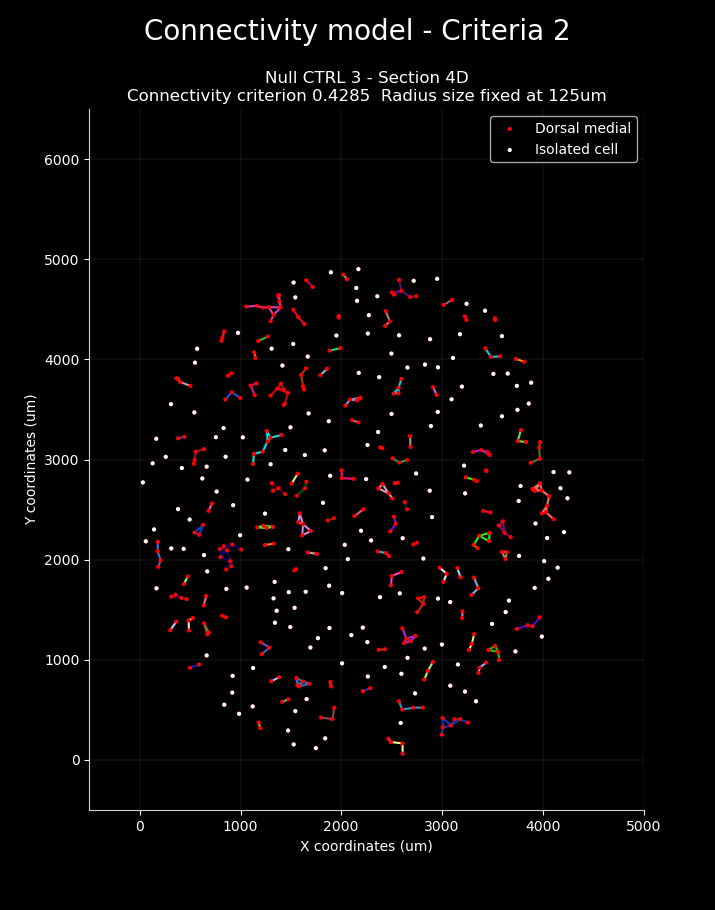 Connectivity model - Criteria 2
Null CTRL 3 - Section 4D
Connectivity criterion 0.4285  Radius size fixed at 125um
Dorsal medial
Isolated cell
6000
5000
4000
3000
2000
1000
0
Y coordinates (um)
0 1000 2000 3000 4000 5000
X coordinates (um)